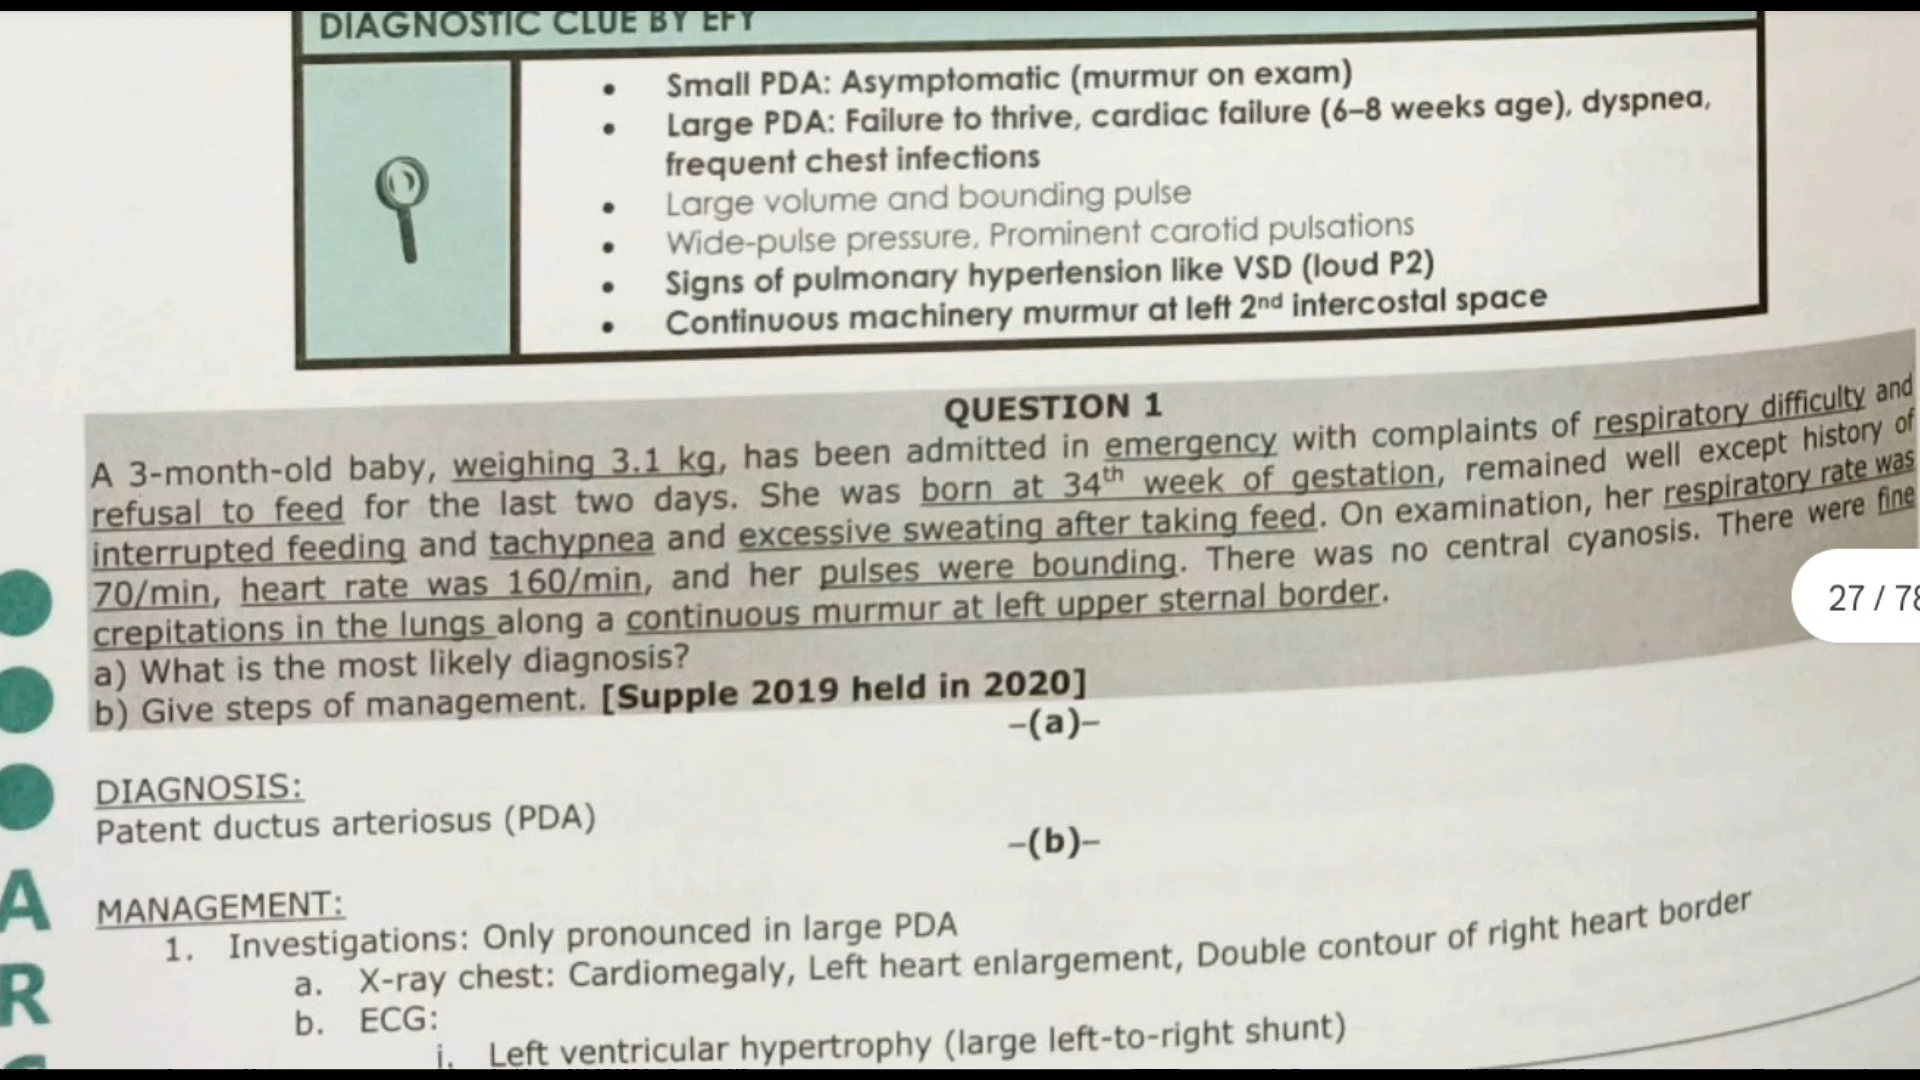 DIAGNOSTIC CLUE BY EFY
• Small PDA: Asymptomatic (murmur on exam)
• Large PDA: Failure to thrive, cardiac failure (6–8 weeks age), dyspnea,
frequent chest infections
• Large volume and bounding pulse
• Wide-pulse pressure, Prominent carotid pulsations
• Signs of pulmonary hypertension like VSD (loud P2)
• Continuous machinery murmur at left 2nd intercostal space
QUESTION 1
A 3-month-old baby, weighing 3.1 kg, has been admitted in emergency with complaints of respiratory difficulty and
refusal to feed for the last two days. She was born at 34th week of gestation, remained well except history of
interrupted feeding and tachypnea and excessive sweating after taking feed. On examination, her respiratory rate was
70/min, heart rate was 160/min, and her pulses were bounding. There was no central cyanosis. There were fine
crepitations in the lungs along a continuous murmur at left upper sternal border.
a) What is the most likely diagnosis?
b) Give steps of management. [Supple 2019 held in 2020]
–(a)–
DIAGNOSIS:
Patent ductus arteriosus (PDA)
–(b)–
MANAGEMENT:
1. Investigations: Only pronounced in large PDA
a. X-ray chest: Cardiomegaly, Left heart enlargement, Double contour of right heart border
b. ECG:
i. Left ventricular hypertrophy (large left-to-right shunt)
27 / 78
A
R